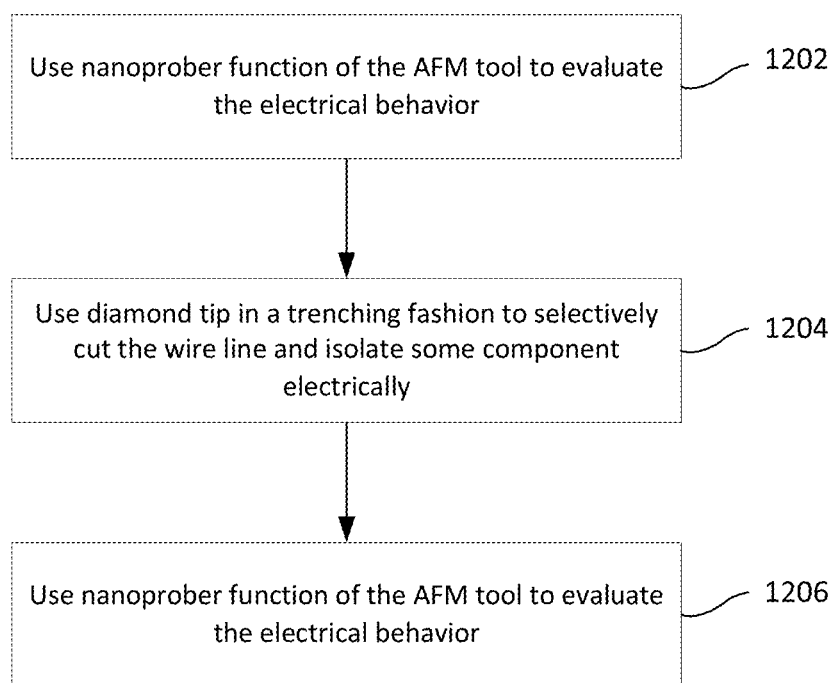 Use nanoprober function of the AFM tool to evaluate
the electrical behavior
1202
Use diamond tip in a trenching fashion to selectively
cut the wire line and isolate some component
electrically
1204
Use nanoprober function of the AFM tool to evaluate
the electrical behavior
1206